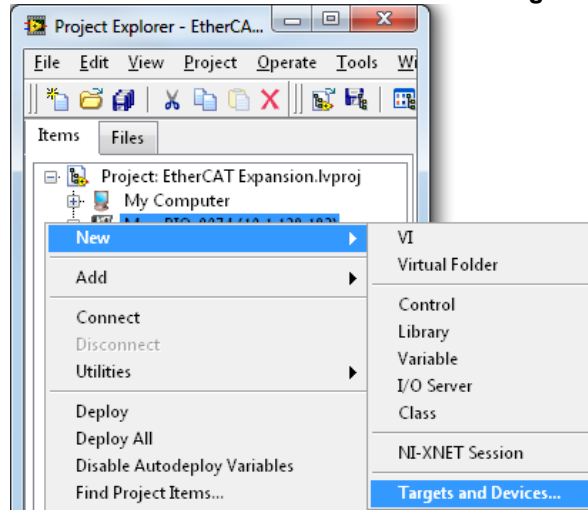 Project Explorer - EtherCA...
File Edit View Project Operate Tools
Items Files
Project: EtherCAT Expansion.lvproj
My Computer
New
Add
Connect
Disconnect
Utilities
Deploy
Deploy All
Disable Autodeploy Variables
Find Project Items...
VI
Virtual Folder
Control
Library
Variable
I/O Server
Class
NI-XNET Session
Targets and Devices...